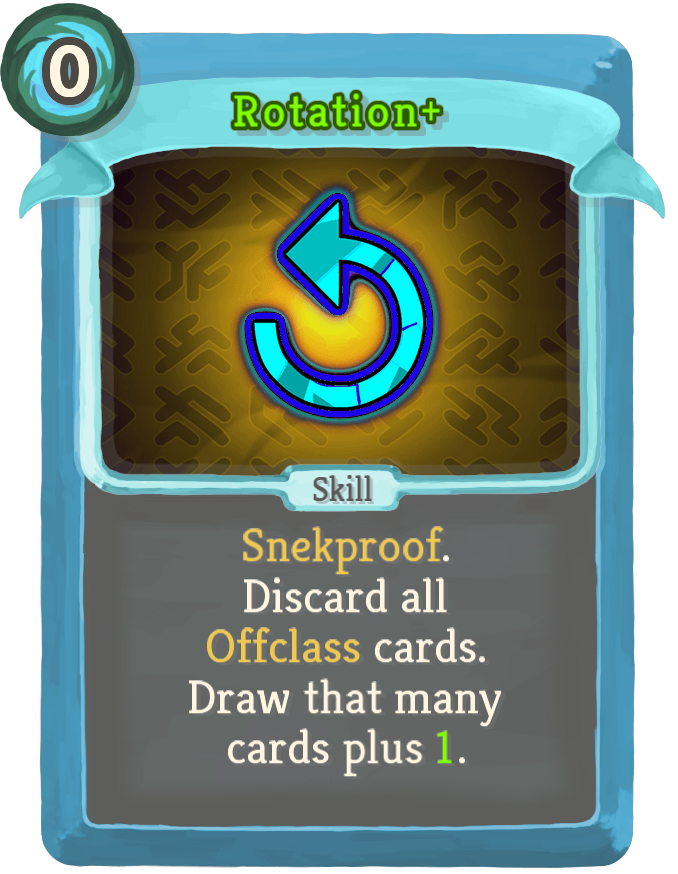 0
Rotation+
Skill
Snekproof.
Discard all
Offclass cards.
Draw that many
cards plus 1.